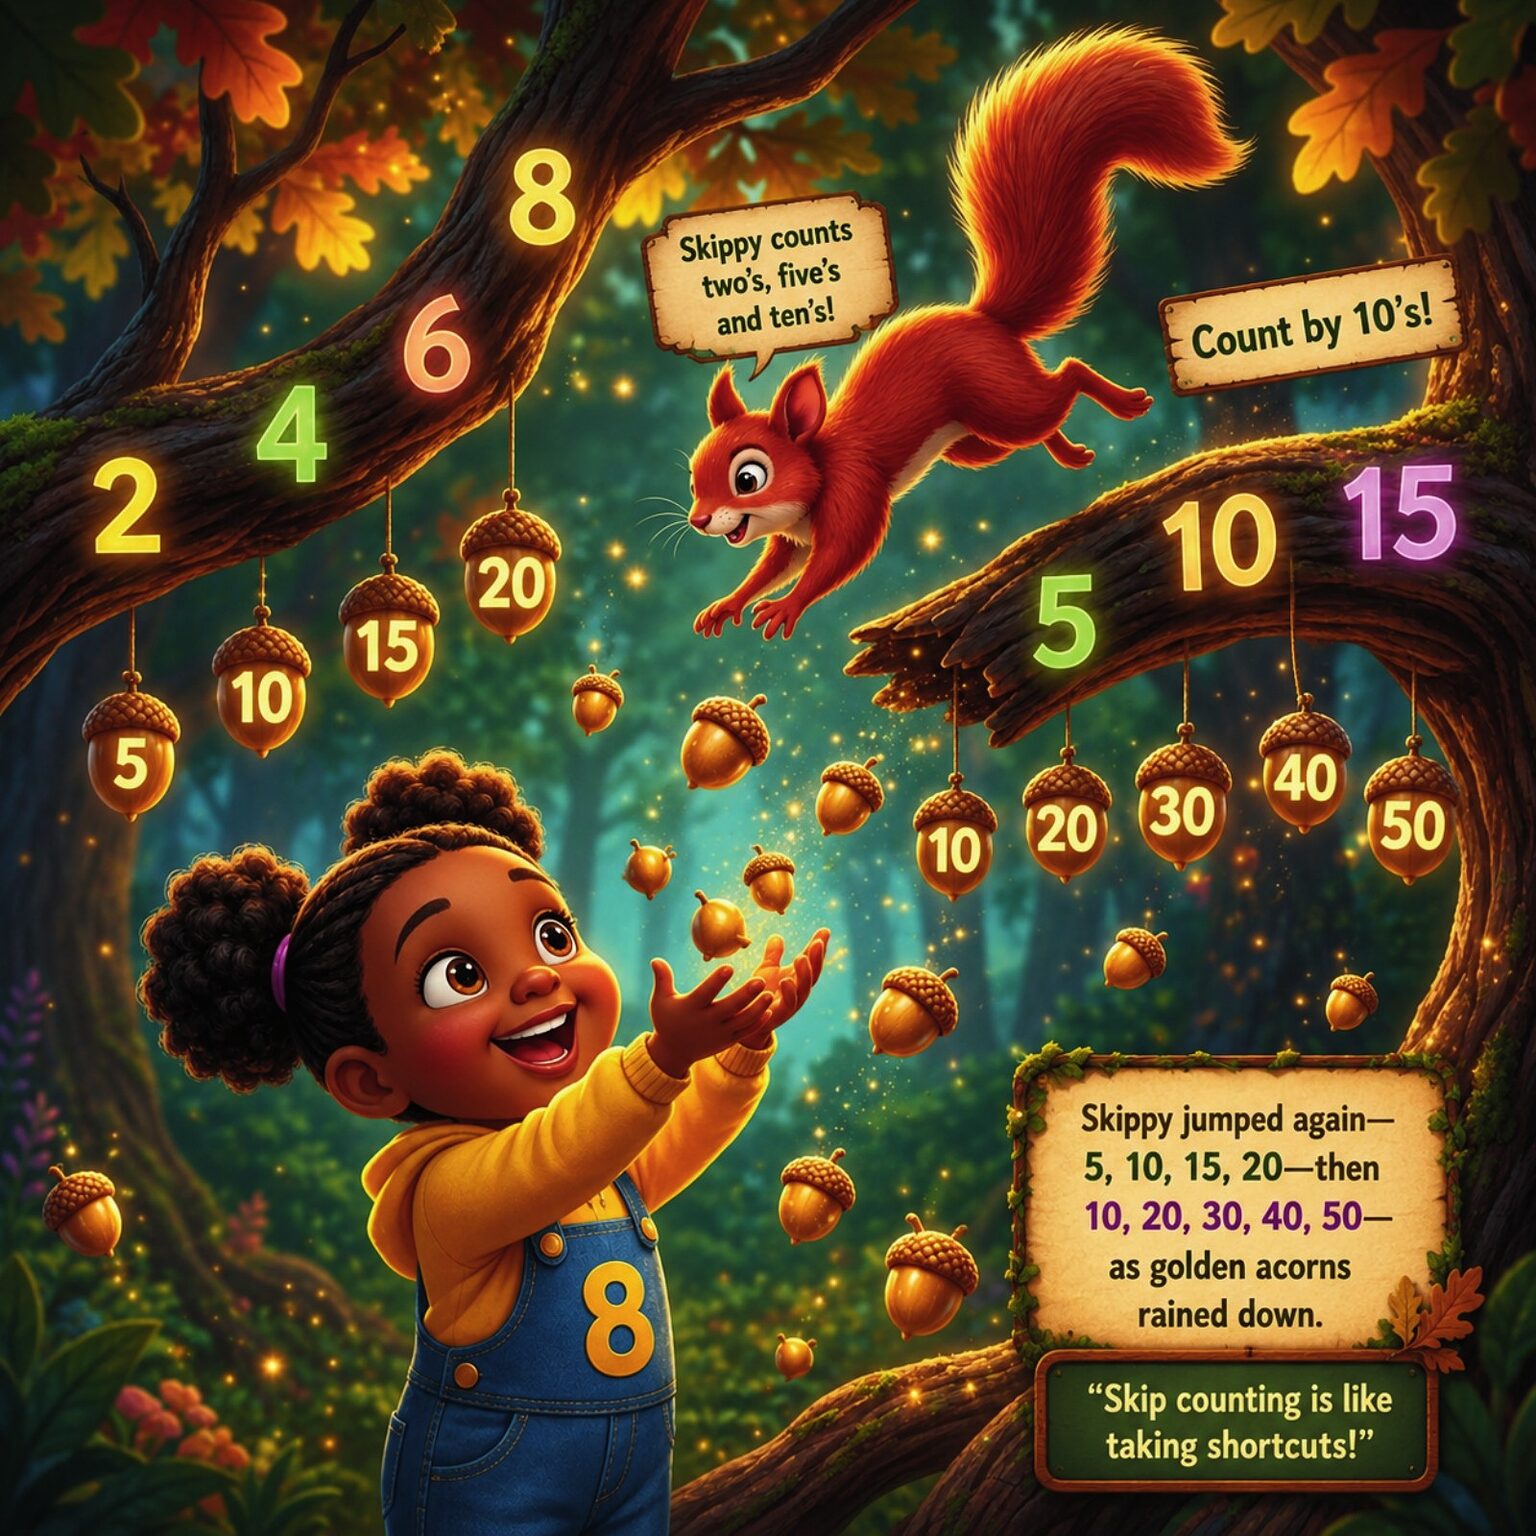 8
6
4
2
Skippy counts
two's, five's
and ten's!
Count by 10's!
5 10 15
5 10 15 20
10 20 30 40 50
8
Skippy jumped again—
5, 10, 15, 20—then
10, 20, 30, 40, 50—
as golden acorns
rained down.
“Skip counting is like
taking shortcuts!”